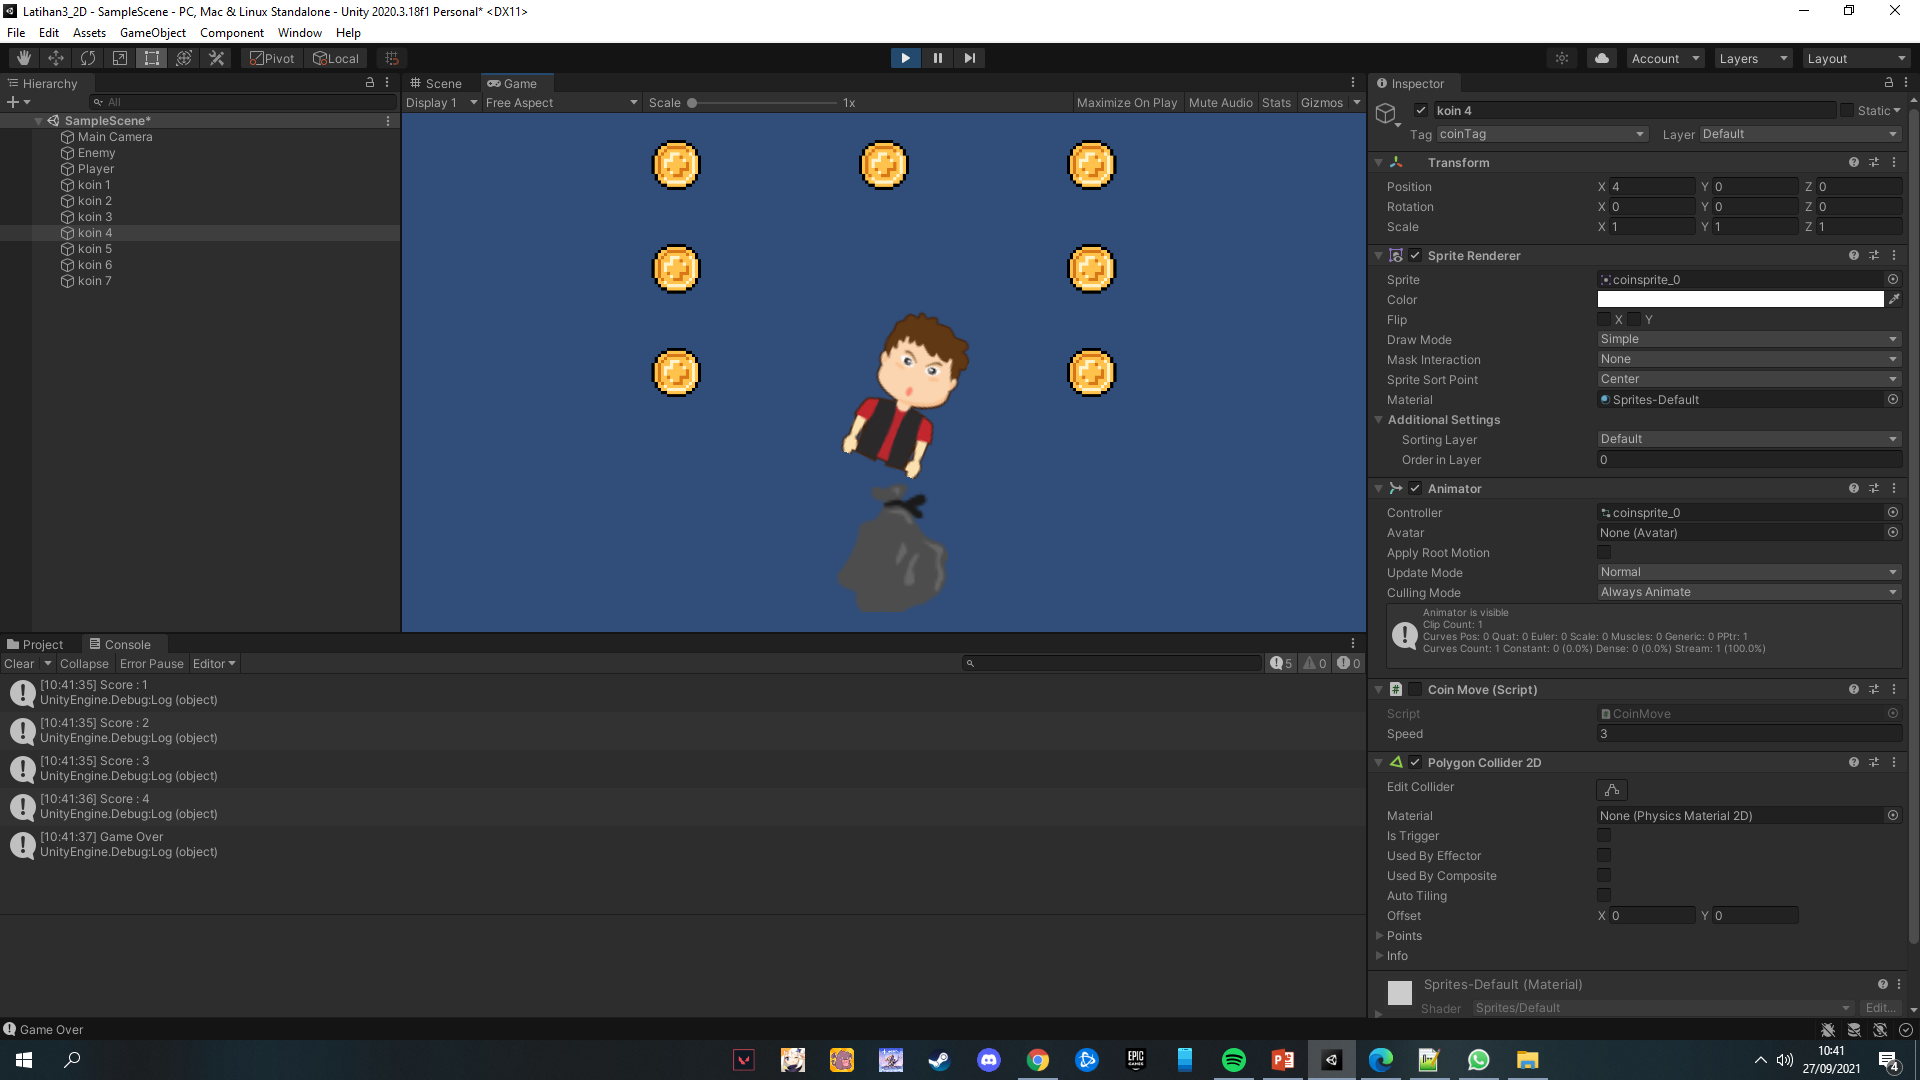 Latihan3_2D - SampleScene - PC, Mac & Linux Standalone - Unity 2020.3.18f1 Personal* <DX11>
File Edit Assets GameObject Component Window Help
Pivot Local Account Layers Layout
Hierarchy
All
SampleScene*
Main Camera
Enemy
Player
koin 1
koin 2
koin 3
koin 4
koin 5
koin 6
koin 7
Scene Game
Display 1 Free Aspect Scale 1x Maximize On Play Mute Audio Stats Gizmos
Project Console
Clear Collapse Error Pause Editor 5 0 0
[10:41:35] Score : 1
UnityEngine.Debug:Log (object)
[10:41:35] Score : 2
UnityEngine.Debug:Log (object)
[10:41:35] Score : 3
UnityEngine.Debug:Log (object)
[10:41:36] Score : 4
UnityEngine.Debug:Log (object)
[10:41:37] Game Over
UnityEngine.Debug:Log (object)
Inspector
koin 4 Static
Tag coinTag Layer Default
Transform
Position X 4 Y 0 Z 0
Rotation X 0 Y 0 Z 0
Scale X 1 Y 1 Z 1
Sprite Renderer
Sprite coinsprite_0
Color
Flip X Y
Draw Mode Simple
Mask Interaction None
Sprite Sort Point Center
Material Sprites-Default
Additional Settings
Sorting Layer Default
Order in Layer 0
Animator
Controller coinsprite_0
Avatar None (Avatar)
Apply Root Motion
Update Mode Normal
Culling Mode Always Animate
Animator is visible
Clip Count: 1
Curves Pos: 0 Quat: 0 Euler: 0 Scale: 0 Muscles: 0 Generic: 0 PPtr: 1
Curves Count: 1 Constant: 0 (0.0%) Dense: 0 (0.0%) Stream: 1 (100.0%)
Coin Move (Script)
Script CoinMove
Speed 3
Polygon Collider 2D
Edit Collider
Material None (Physics Material 2D)
Is Trigger
Used By Effector
Used By Composite
Auto Tiling
Offset X 0 Y 0
Points
Info
Sprites-Default (Material)
Shader Sprites/Default Edit...
Game Over
EPIC GAMES
10:41
27/09/2021
4